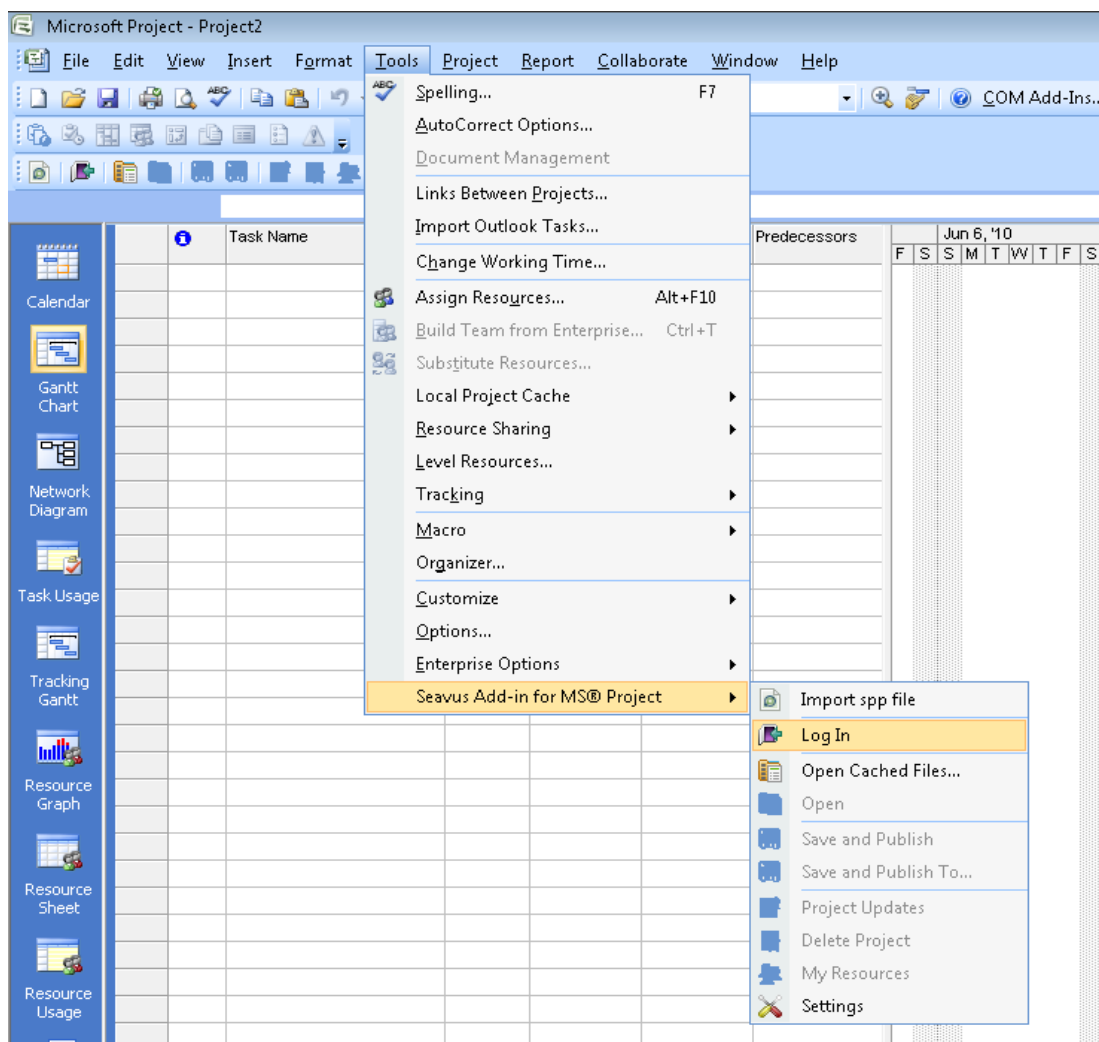 Microsoft Project - Project2
File Edit View Insert Format Tools Project Report Collaborate Window Help
COM Add-Ins..
Spelling... F7
AutoCorrect Options...
Document Management
Links Between Projects...
Import Outlook Tasks...
Change Working Time...
Assign Resources... Alt+F10
Build Team from Enterprise... Ctrl+T
Substitute Resources...
Local Project Cache
Resource Sharing
Level Resources...
Tracking
Macro
Organizer...
Customize
Options...
Enterprise Options
Seavus Add-in for MS® Project
Import spp file
Log In
Open Cached Files...
Open
Save and Publish
Save and Publish To...
Project Updates
Delete Project
My Resources
Settings
Task Name Predecessors Jun 6, '10
F S S M T W T F S
Calendar
Gantt
Chart
Network
Diagram
Task Usage
Tracking
Gantt
Resource
Graph
Resource
Sheet
Resource
Usage